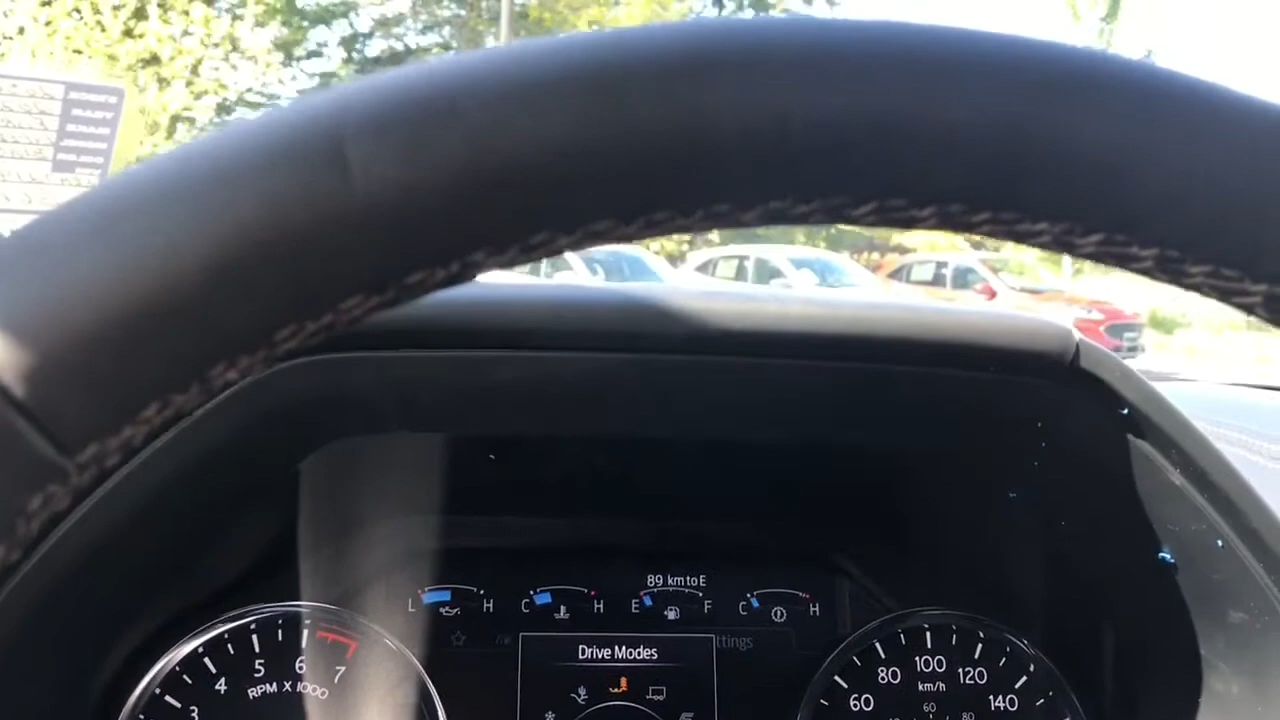 89 km to E
L H C H E F C H
ttings
Drive Modes
3 4 5 6 7
RPM X 1000
60 80 100 120 140
km/h
60 80